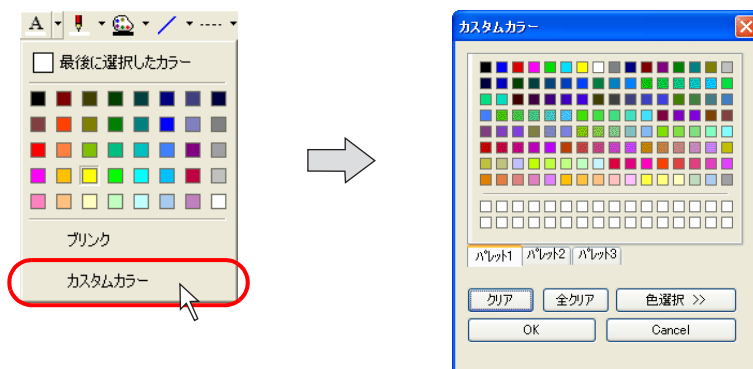 A
最後に選択したカラー
ブリンク
カスタムカラー
カスタムカラー
パレット1 パレット2 パレット3
クリア 全クリア 色選択 >>
OK Cancel